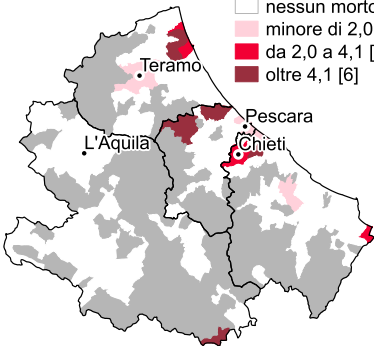 nessun morto
minore di 2,0
da 2,0 a 4,1 [
oltre 4,1 [6]
Teramo
Pescara
L'Aquila
Chieti